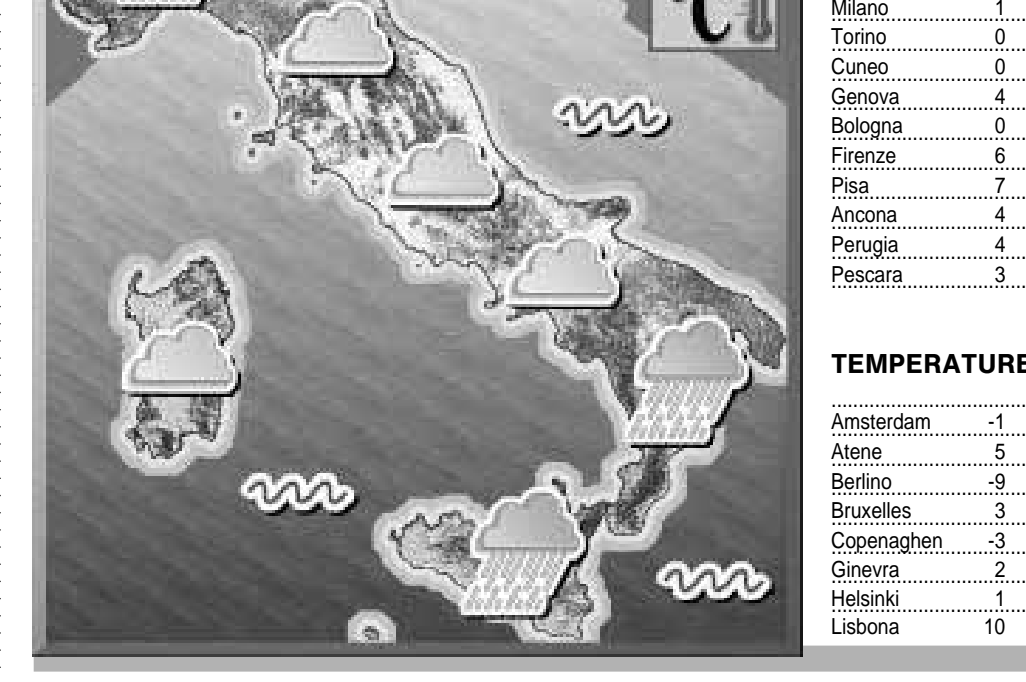 °C
Milano 1
Torino 0
Cuneo 0
Genova 4
Bologna 0
Firenze 6
Pisa 7
Ancona 4
Perugia 4
Pescara 3
TEMPERATURE
Amsterdam -1
Atene 5
Berlino -9
Bruxelles 3
Copenaghen -3
Ginevra 2
Helsinki 1
Lisbona 10